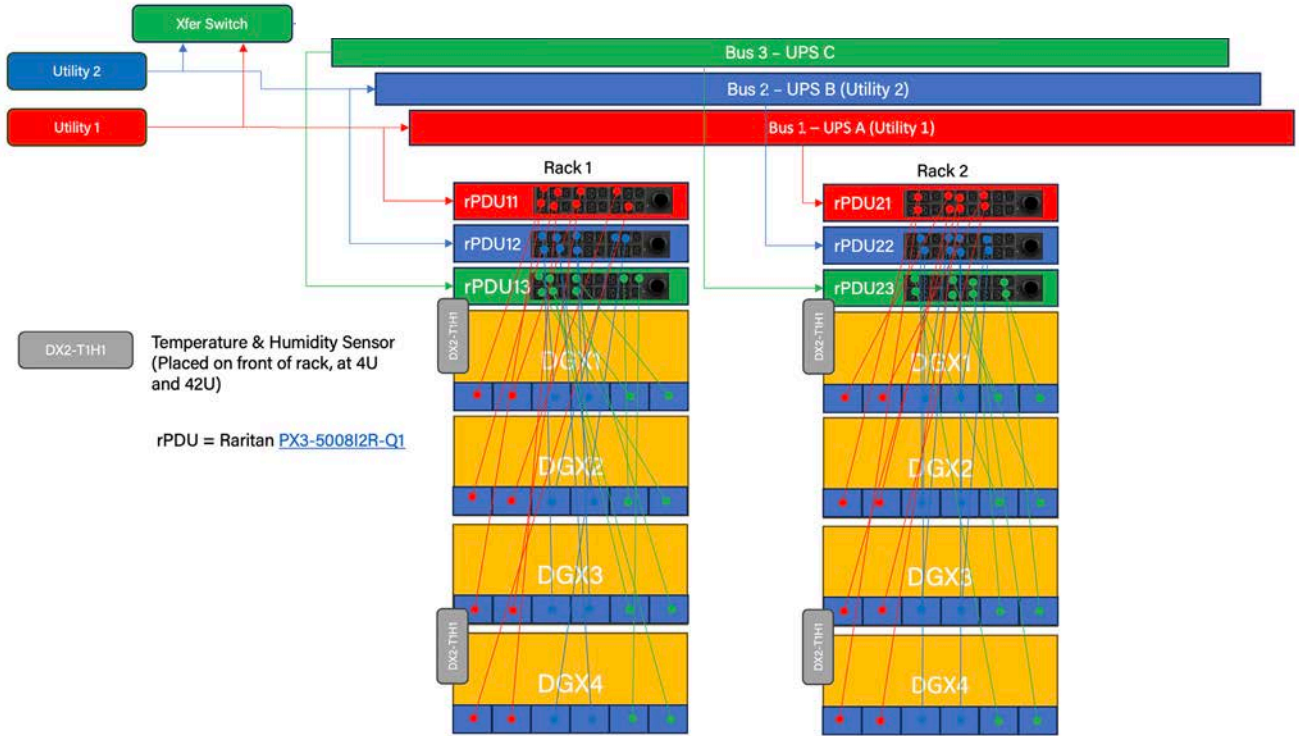 Xfer Switch
Utility 2
Utility 1
Bus 3 – UPS C
Bus 2 – UPS B (Utility 2)
Bus 1 – UPS A (Utility 1)
Rack 1
rPDU11
rPDU12
rPDU13
DX2-T1H1
DGX1
DGX2
DGX3
DX2-T1H1
DGX4
Rack 2
rPDU21
rPDU22
rPDU23
DX2-T1H1
DGX1
DGX2
DGX3
DX2-T1H1
DGX4
DX2-T1H1
Temperature & Humidity Sensor
(Placed on front of rack, at 4U
and 42U)
rPDU = Raritan PX3-5008I2R-Q1